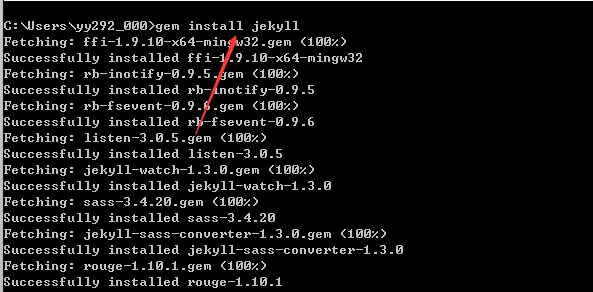 C:\Users\yy292_000>gem install jekyll
Fetching: ffi-1.9.10-x64-mingw32.gem (100%)
Successfully installed ffi-1.9.10-x64-mingw32
Fetching: rb-inotify-0.9.5.gem (100%)
Successfully installed rb-inotify-0.9.5
Fetching: rb-fsevent-0.9.6.gem (100%)
Successfully installed rb-fsevent-0.9.6
Fetching: listen-3.0.5.gem (100%)
Successfully installed listen-3.0.5
Fetching: jekyll-watch-1.3.0.gem (100%)
Successfully installed jekyll-watch-1.3.0
Fetching: sass-3.4.20.gem (100%)
Successfully installed sass-3.4.20
Fetching: jekyll-sass-converter-1.3.0.gem (100%)
Successfully installed jekyll-sass-converter-1.3.0
Fetching: rouge-1.10.1.gem (100%)
Successfully installed rouge-1.10.1